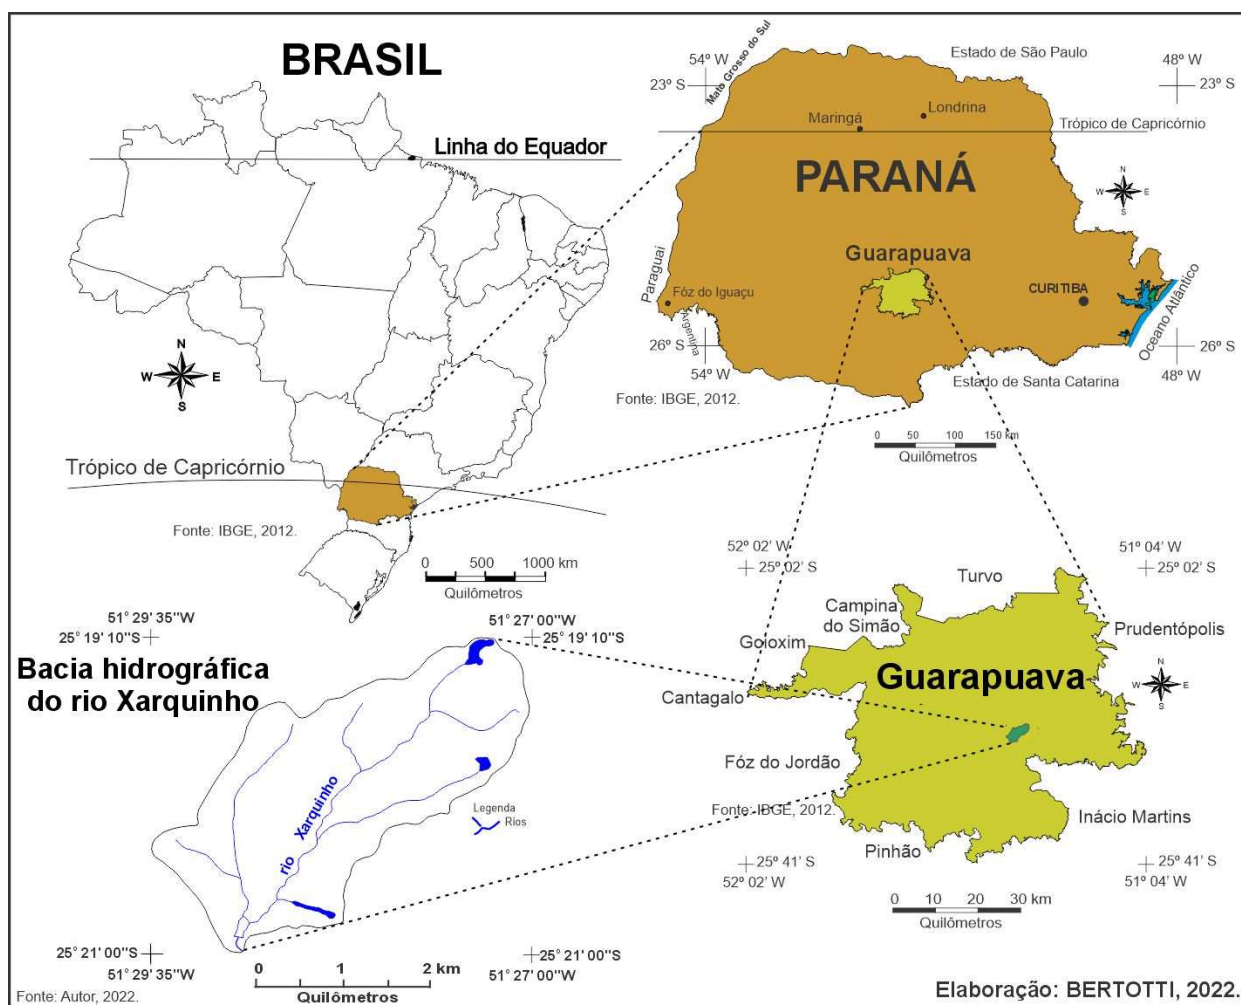 BRASIL
Linha do Equador
N
W
E
S
Trópico de Capricórnio
Fonte: IBGE, 2012.
0
500
1000 km
Quilômetros
54º W
23º S
Mato Grosso do Sul
Estado de São Paulo
48º W
23º S
Maringá
Londrina
Trópico de Capricórnio
PARANÁ
N
W
E
S
Guarapuava
Paraguai
Fóz do Iguaçu
Argentina
CURITIBA
Oceano Atlântico
26º S
54º W
26º S
48º W
Estado de Santa Catarina
Fonte: IBGE, 2012.
0
50
100
150 km
Quilômetros
51° 29' 35"W
25° 19' 10"S
51° 27' 00"W
25° 19' 10"S
Bacia hidrográfica
do rio Xarquinho
rio Xarquinho
Legenda
Rios
25° 21' 00"S
51° 29' 35"W
25° 21' 00"S
51° 27' 00"W
0
1
2 km
Quilômetros
Fonte: Autor, 2022.
52º 02' W
25º 02' S
51º 04' W
25º 02' S
Turvo
Campina
do Simão
Goioxim
Prudentópolis
Cantagalo
Guarapuava
N
W
E
S
Fóz do Jordão
Fonte: IBGE, 2012.
Inácio Martins
Pinhão
25º 41' S
52º 02' W
25º 41' S
51º 04' W
0
10
20
30 km
Quilômetros
Elaboração: BERTOTTI, 2022.